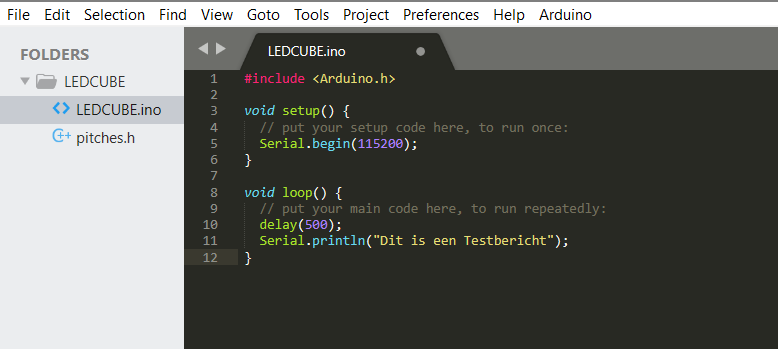 File Edit Selection Find View Goto Tools Project Preferences Help Arduino
FOLDERS
LEDCUBE
LEDCUBE.ino
pitches.h
LEDCUBE.ino
1 #include <Arduino.h>
2
3 void setup() {
4   // put your setup code here, to run once:
5   Serial.begin(115200);
6 }
7
8 void loop() {
9   // put your main code here, to run repeatedly:
10   delay(500);
11   Serial.println("Dit is een Testbericht");
12 }